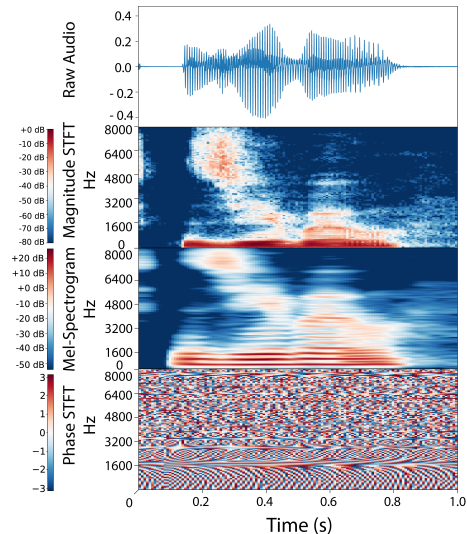 0.4
0.2
0.0
- 0.2
- 0.4
Raw Audio
+0 dB
-10 dB
-20 dB
-30 dB
-40 dB
-50 dB
-60 dB
-70 dB
-80 dB
Magnitude STFT
Hz
8000
6400
4800
3200
1600
0
+20 dB
+10 dB
0 dB
-10 dB
-20 dB
-30 dB
-40 dB
-50 dB
Mel-Spectrogram
Hz
8000
6400
4800
3200
1600
0
3
2
1
0
−1
−2
−3
Phase STFT
Hz
8000
6400
4800
3200
1600
0 0.2 0.4 0.6 0.8 1.0
Time (s)